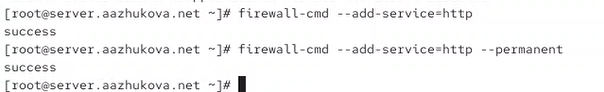 [root@server.aazhukova.net ~]# firewall-cmd --add-service=http
success
[root@server.aazhukova.net ~]# firewall-cmd --add-service=http --permanent
success
[root@server.aazhukova.net ~]#